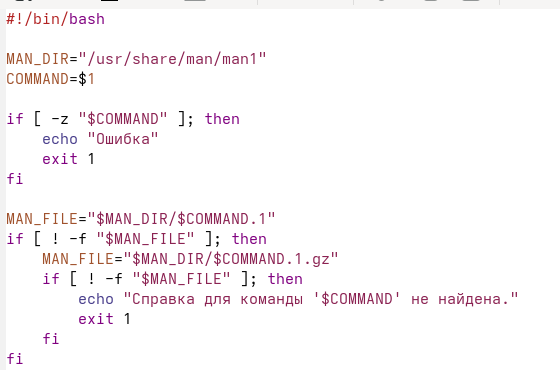 #!/bin/bash
MAN_DIR="/usr/share/man/man1"
COMMAND=$1
if [ -z "$COMMAND" ]; then
    echo "Ошибка"
    exit 1
fi
MAN_FILE="$MAN_DIR/$COMMAND.1"
if [ ! -f "$MAN_FILE" ]; then
    MAN_FILE="$MAN_DIR/$COMMAND.1.gz"
    if [ ! -f "$MAN_FILE" ]; then
        echo "Справка для команды '$COMMAND' не найдена."
        exit 1
    fi
fi